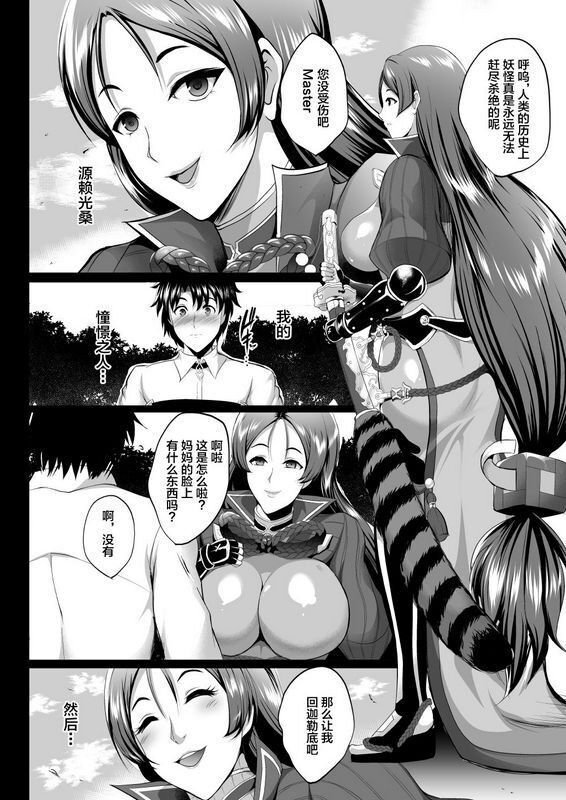 呼呜，人类的历史上
妖怪真是永远无法
赶尽杀绝的呢
您没受伤吧
Master
源赖光桑
我的
憧憬之人…
啊啦
这是怎么啦？
妈妈的脸上
有什么东西吗？
啊，没有
那么让我
回迦勒底吧
然后…